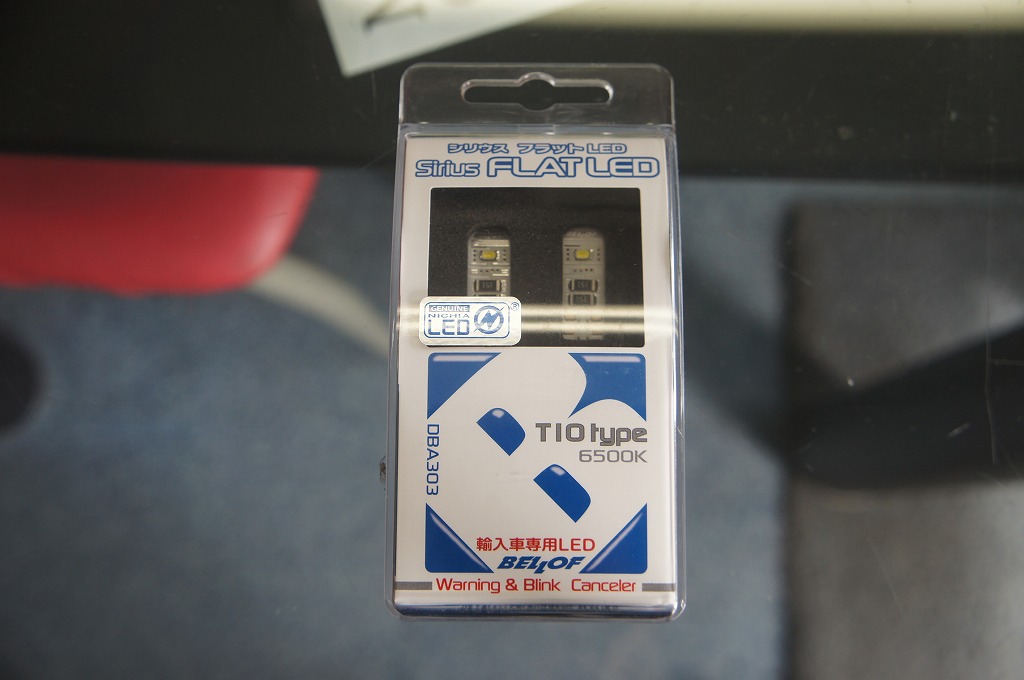 シリウス フラットLED
Sirius FLAT LED
GENUINE
NICHIA
LED
®
T10 type
6500K
DBA303
輸入車専用LED
BELLOF
Warning & Blink Canceler